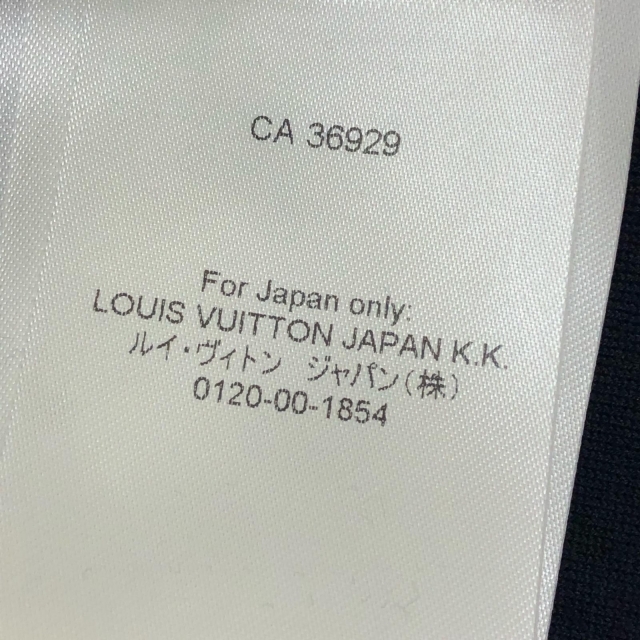 CA 36929
For Japan only:
LOUIS VUITTON JAPAN K.K.
ルイ・ヴィトン ジャパン(株)
0120-00-1854